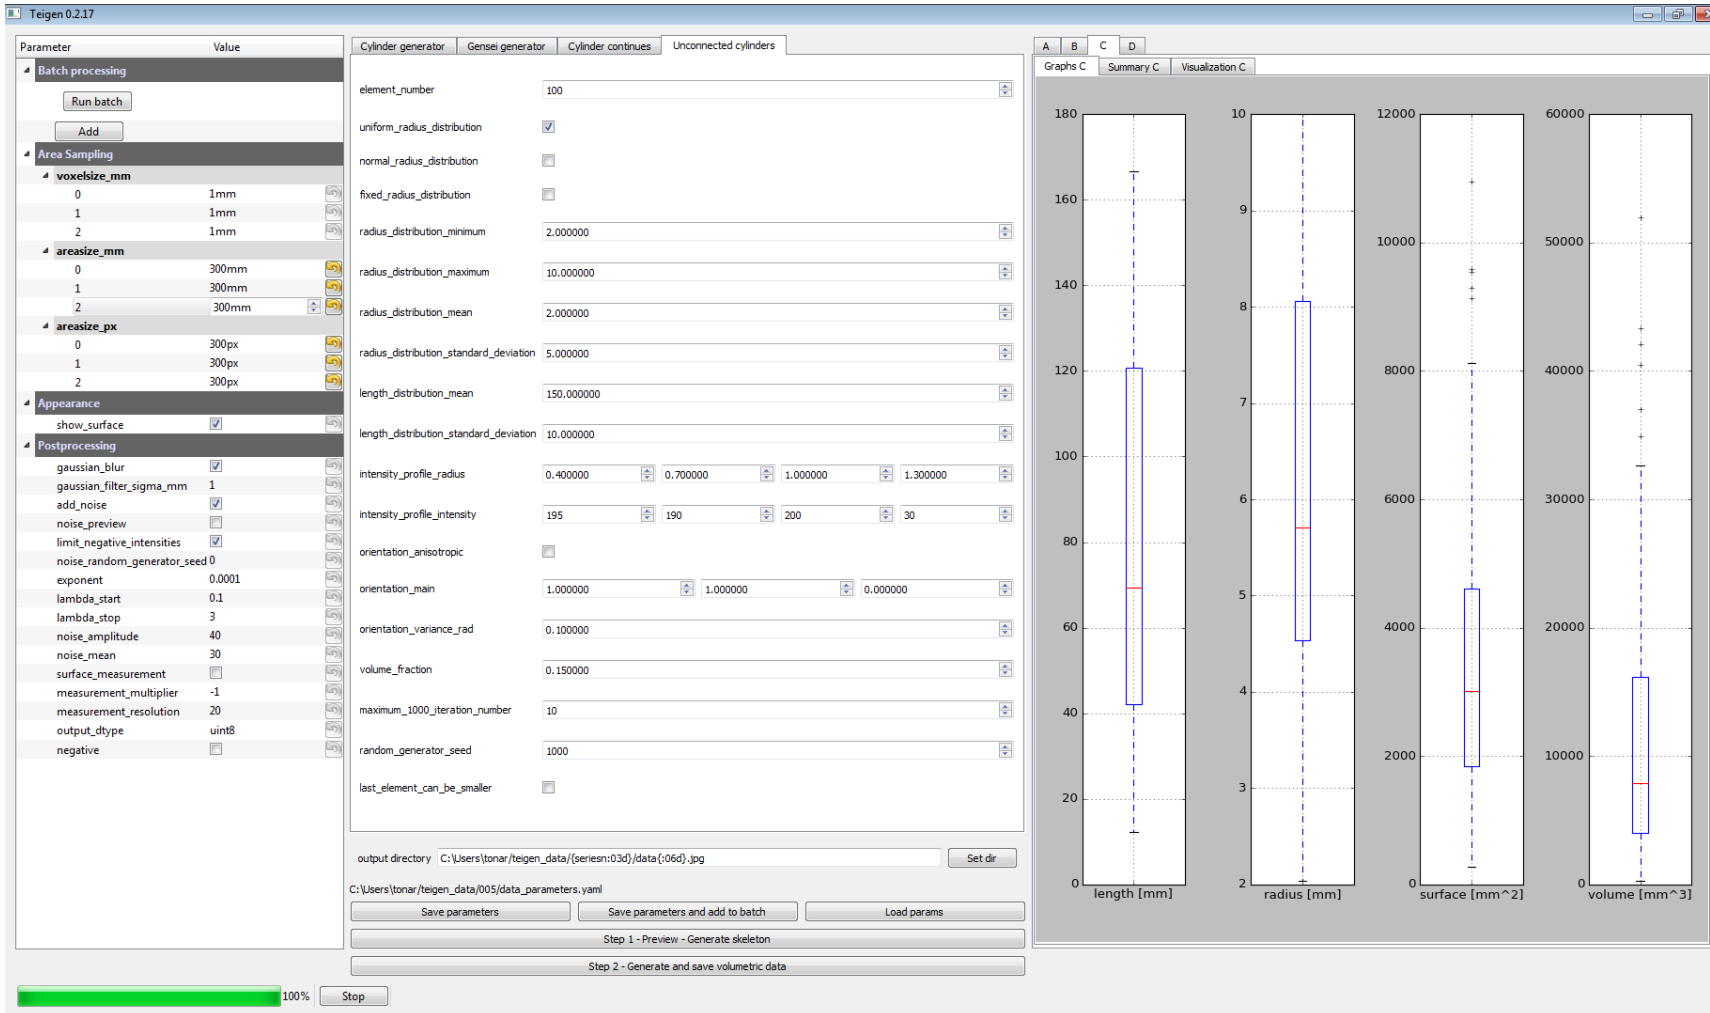 Teigen 0.2.17
Parameter Value
Batch processing
Run batch
Add
Area Sampling
voxelsize_mm
0 1mm
1 1mm
2 1mm
areasize_mm
0 300mm
1 300mm
2 300mm
areasize_px
0 300px
1 300px
2 300px
Appearance
show_surface
Postprocessing
gaussian_blur
gaussian_filter_sigma_mm 1
add_noise
noise_preview
limit_negative_intensities
noise_random_generator_seed 0
exponent 0.0001
lambda_start 0.1
lambda_stop 3
noise_amplitude 40
noise_mean 30
surface_measurement
measurement_multiplier -1
measurement_resolution 20
output_dtype uint8
negative
100% Stop
Cylinder generator Gensei generator Cylinder continues Unconnected cylinders
element_number 100
uniform_radius_distribution
normal_radius_distribution
fixed_radius_distribution
radius_distribution_minimum 2.000000
radius_distribution_maximum 10.000000
radius_distribution_mean 2.000000
radius_distribution_standard_deviation 5.000000
length_distribution_mean 150.000000
length_distribution_standard_deviation 10.000000
intensity_profile_radius 0.400000 0.700000 1.000000 1.300000
intensity_profile_intensity 195 190 200 30
orientation_anisotropic
orientation_main 1.000000 1.000000 0.000000
orientation_variance_rad 0.100000
volume_fraction 0.150000
maximum_1000_iteration_number 10
random_generator_seed 1000
last_element_can_be_smaller
output directory C:\Users\tonar/teigen_data/{seriesn:03d}/data{:06d}.jpg Set dir
C:\Users\tonar/teigen_data/005/data_parameters.yaml
Save parameters Save parameters and add to batch Load params
Step 1 - Preview - Generate skeleton
Step 2 - Generate and save volumetric data
A B C D
Graphs C Summary C Visualization C
180
160
140
120
100
80
60
40
20
0
length [mm]
10
9
8
7
6
5
4
3
2
radius [mm]
12000
10000
8000
6000
4000
2000
0
surface [mm^2]
60000
50000
40000
30000
20000
10000
0
volume [mm^3]